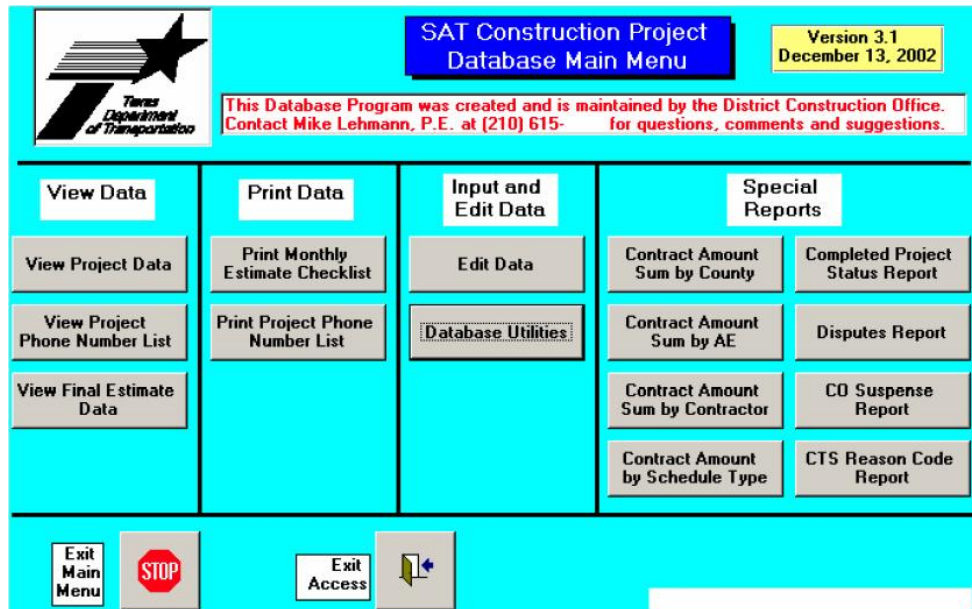 Texas
Department
of Transportation
SAT Construction Project
Database Main Menu
Version 3.1
December 13, 2002
This Database Program was created and is maintained by the District Construction Office.
Contact Mike Lehmann, P.E. at (210) 615- for questions, comments and suggestions.
View Data
View Project Data
View Project
Phone Number List
View Final Estimate
Data
Print Data
Print Monthly
Estimate Checklist
Print Project Phone
Number List
Input and
Edit Data
Edit Data
Database Utilities
Special
Reports
Contract Amount
Sum by County
Contract Amount
Sum by AE
Contract Amount
Sum by Contractor
Contract Amount
by Schedule Type
Completed Project
Status Report
Disputes Report
CO Suspense
Report
CTS Reason Code
Report
Exit
Main
Menu
STOP
Exit
Access